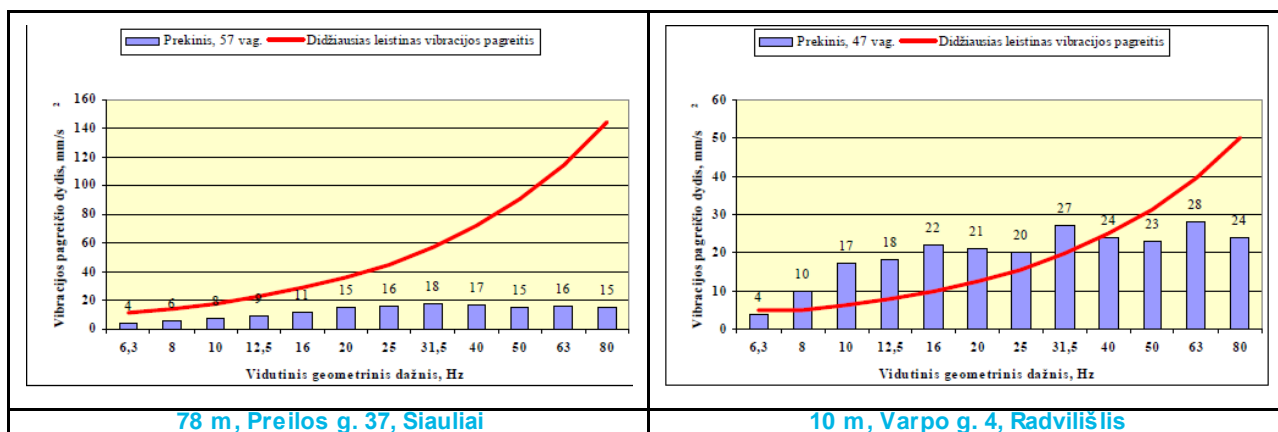 Prekinis, 57 vag. Didžiausias leistinas vibracijos pagreitis
Vibracijos pagreičio dydis, mm/s 2
160
140
120
100
80
60
40
20
0
4 6 8 9 11 15 16 18 17 15 16 15
6,3 8 10 12,5 16 20 25 31,5 40 50 63 80
Vidutinis geometrinis dažnis, Hz
78 m, Preilos g. 37, Siauliai
Prekinis, 47 vag. Didžiausias leistinas vibracijos pagreitis
Vibracijos pagreičio dydis, mm/s 2
60
50
40
30
20
10
0
4 10 17 18 22 21 20 27 24 23 28 24
6,3 8 10 12,5 16 20 25 31,5 40 50 63 80
Vidutinis geometrinis dažnis, Hz
10 m, Varpo g. 4, Radvilišlis